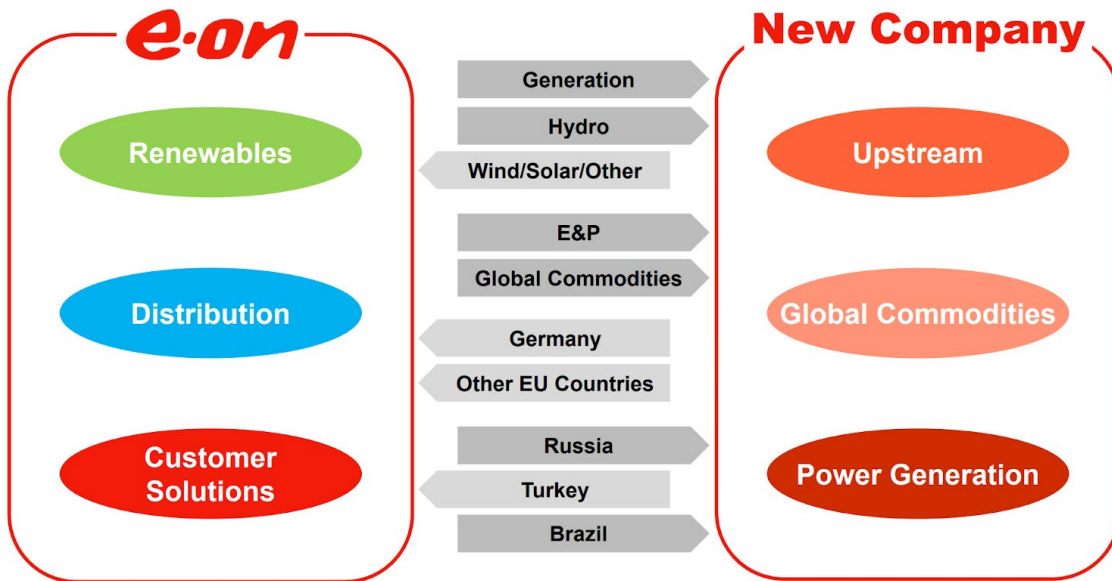 e·on
New Company
Generation
Hydro
Wind/Solar/Other
E&P
Global Commodities
Germany
Other EU Countries
Russia
Turkey
Brazil
Renewables
Distribution
Customer
Solutions
Upstream
Global Commodities
Power Generation